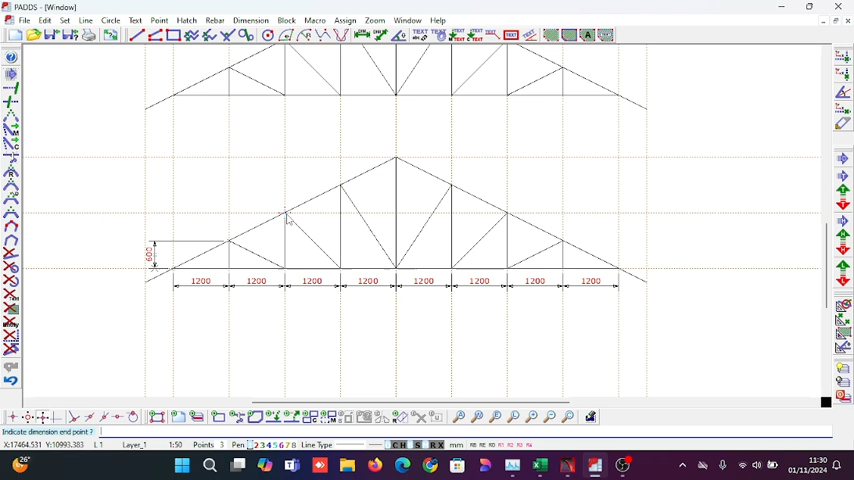 PADDS - [Window]
File Edit Set Line Circle Text Point Hatch Rebar Dimension Block Macro Assign Zoom Window Help
600
1200 1200 1200 1200 1200 1200 1200 1200
Indicate dimension end point ?
X:17464.531 Y:10993.383 L 1 Layer_1 1:50 Points 3 Pen 2 3 4 5 6 7 8 Line Type CH S RX mm
26°
11:30
01/11/2024